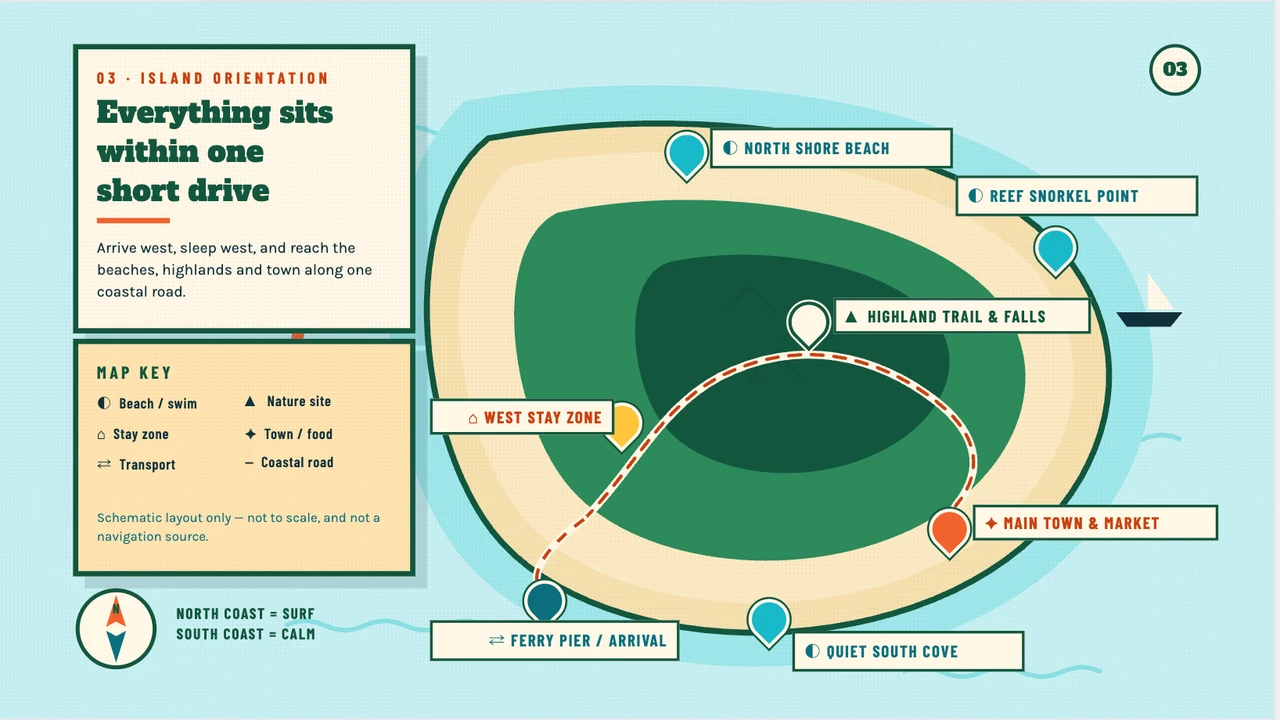 03 · ISLAND ORIENTATION
Everything sits
within one
short drive
Arrive west, sleep west, and reach the
beaches, highlands and town along one
coastal road.
MAP KEY
◐ Beach / swim
▲ Nature site
⌂ Stay zone
✦ Town / food
⇄ Transport
— Coastal road
Schematic layout only — not to scale, and not a
navigation source.
N
NORTH COAST = SURF
SOUTH COAST = CALM
03
◐ NORTH SHORE BEACH
◐ REEF SNORKEL POINT
▲ HIGHLAND TRAIL & FALLS
⌂ WEST STAY ZONE
✦ MAIN TOWN & MARKET
⇄ FERRY PIER / ARRIVAL
◐ QUIET SOUTH COVE